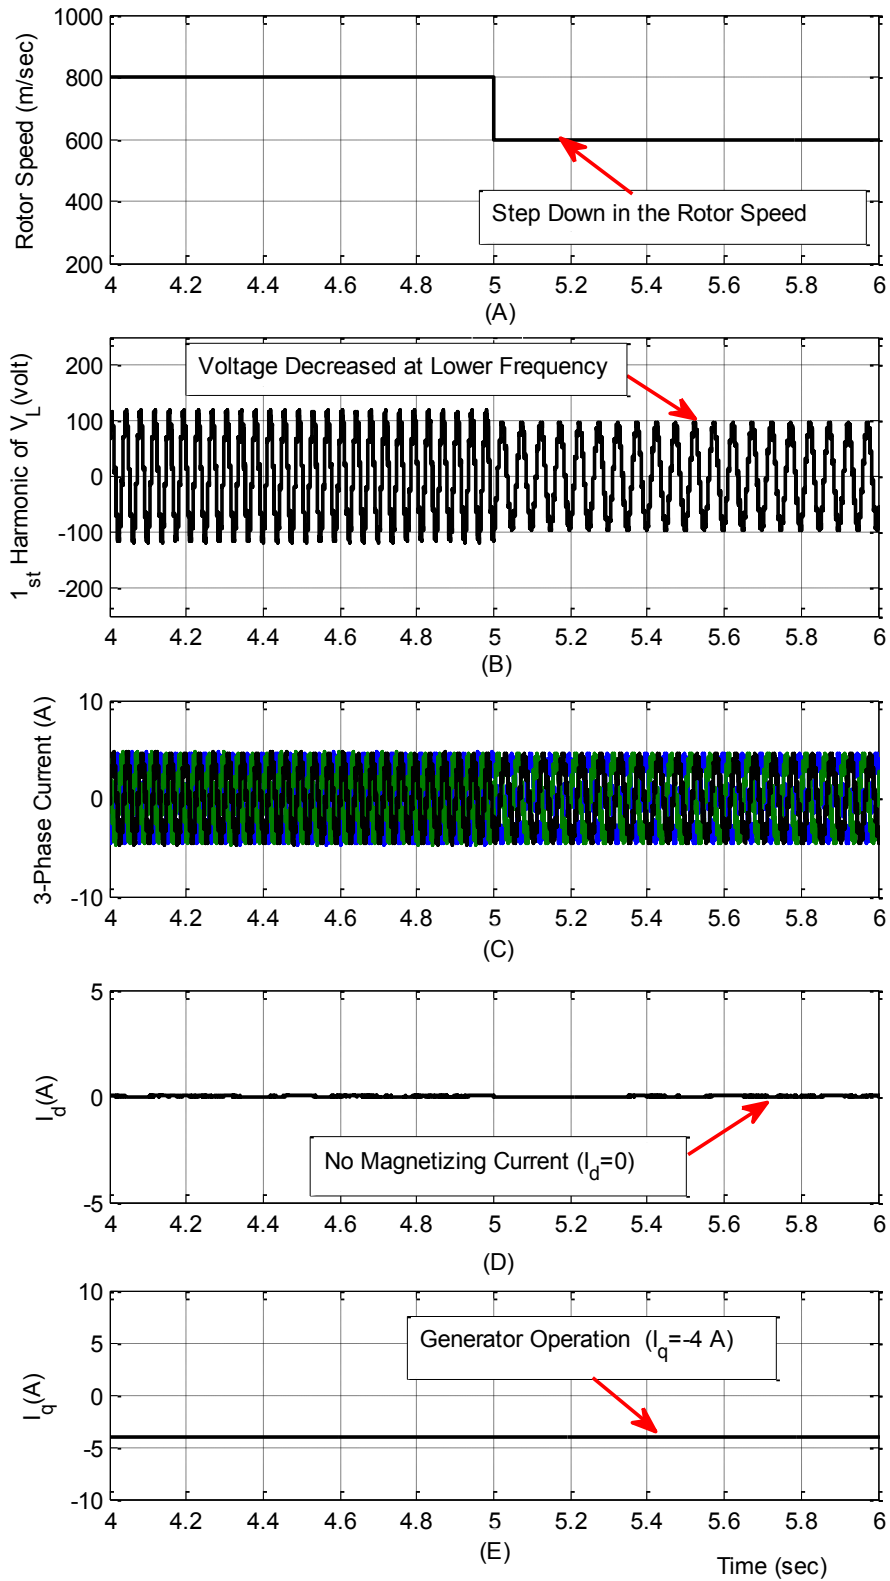 1000
800
600
400
200
Rotor Speed (m/sec)
Step Down in the Rotor Speed
4 4.2 4.4 4.6 4.8 5 5.2 5.4 5.6 5.8 6
(A)
200
100
0
-100
-200
1st Harmonic of VL(volt)
Voltage Decreased at Lower Frequency
4 4.2 4.4 4.6 4.8 5 5.2 5.4 5.6 5.8 6
(B)
10
0
-10
3-Phase Current (A)
4 4.2 4.4 4.6 4.8 5 5.2 5.4 5.6 5.8 6
(C)
5
0
-5
Id(A)
No Magnetizing Current (Id=0)
4 4.2 4.4 4.6 4.8 5 5.2 5.4 5.6 5.8 6
(D)
10
5
0
-5
-10
Iq(A)
Generator Operation (Iq=-4 A)
4 4.2 4.4 4.6 4.8 5 5.2 5.4 5.6 5.8 6
(E)
Time (sec)